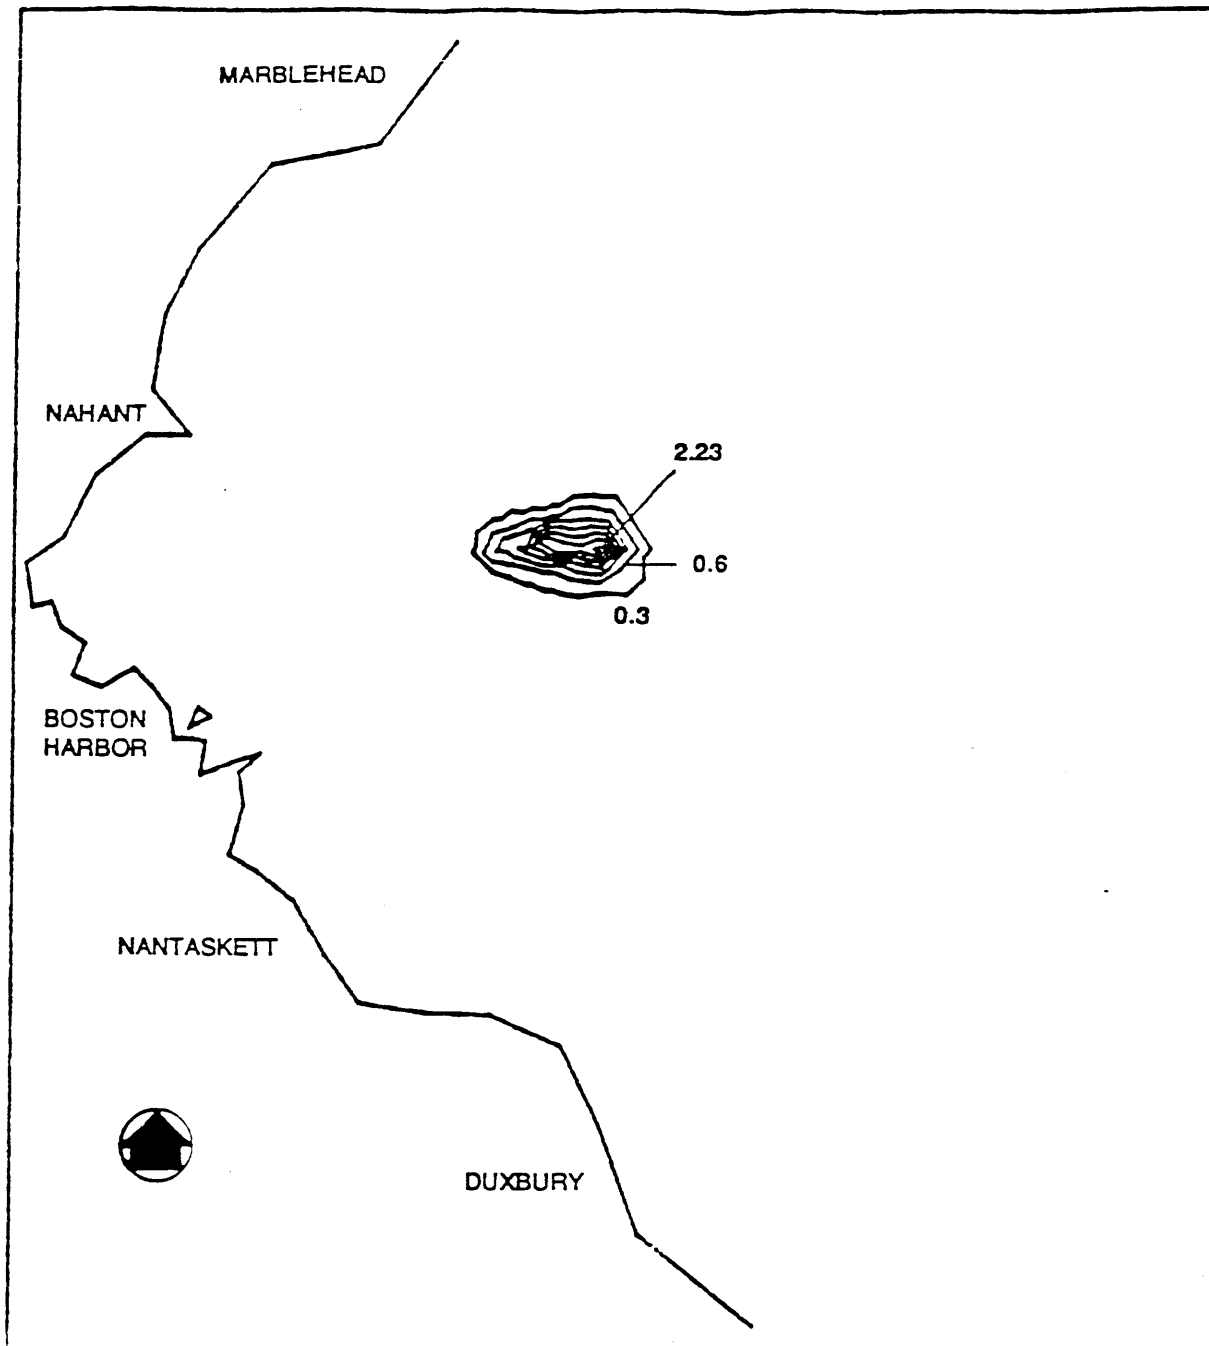 MARBLEHEAD
NAHANT
2.23
0.6
0.3
BOSTON
HARBOR
NANTASKETT
DUXBURY